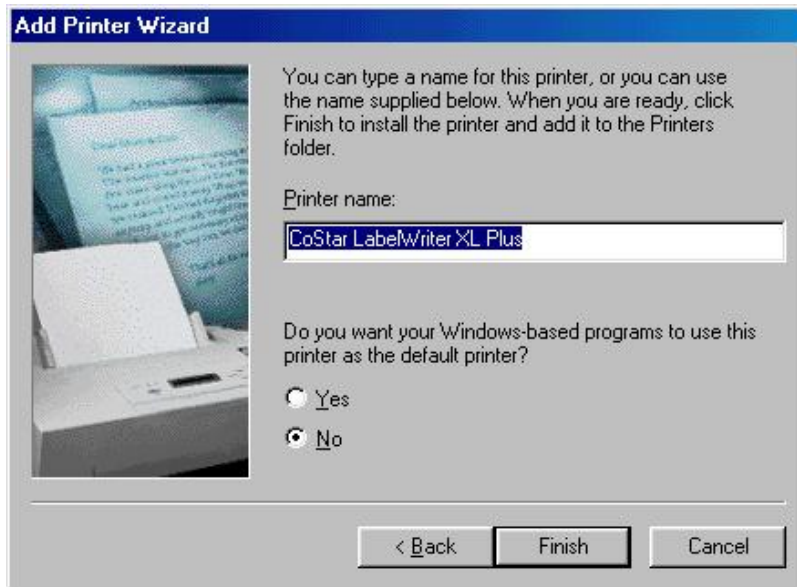 Add Printer Wizard
You can type a name for this printer, or you can use
the name supplied below. When you are ready, click
Finish to install the printer and add it to the Printers
folder.
Printer name:
CoStar LabelWriter XL Plus
Do you want your Windows-based programs to use this
printer as the default printer?
Yes
No
< Back Finish Cancel